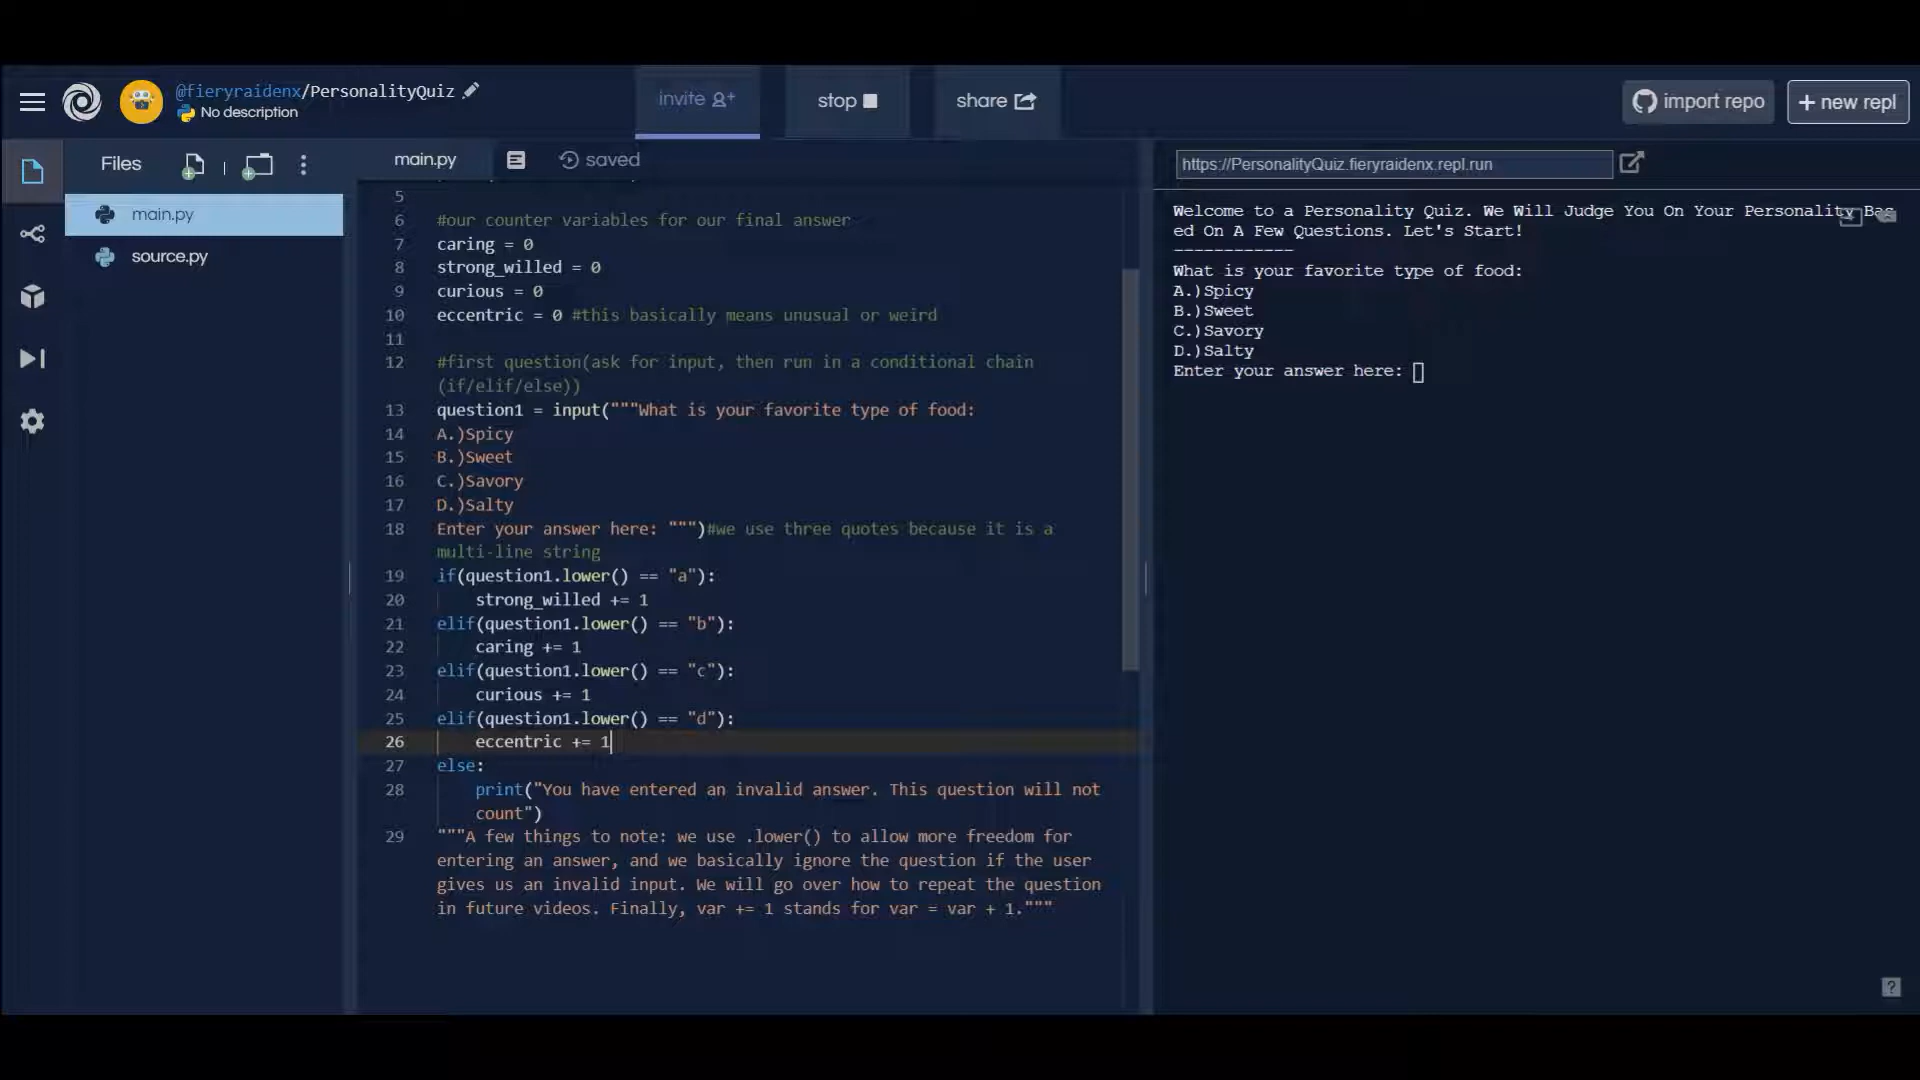 @fieryraidenx/PersonalityQuiz
No description
invite
stop
share
import repo
+ new repl
Files
main.py
saved
https://PersonalityQuiz.fieryraidenx.repl.run
main.py
source.py
5
6 #our counter variables for our final answer
7 caring = 0
8 strong_willed = 0
9 curious = 0
10 eccentric = 0 #this basically means unusual or weird
11
12 #first question(ask for input, then run in a conditional chain
(if/elif/else))
13 question1 = input("""What is your favorite type of food:
14 A.)Spicy
15 B.)Sweet
16 C.)Savory
17 D.)Salty
18 Enter your answer here: """)#we use three quotes because it is a
multi-line string
19 if(question1.lower() == "a"):
20 strong_willed += 1
21 elif(question1.lower() == "b"):
22 caring += 1
23 elif(question1.lower() == "c"):
24 curious += 1
25 elif(question1.lower() == "d"):
26 eccentric += 1
27 else:
28 print("You have entered an invalid answer. This question will not
count")
29 """A few things to note: we use .lower() to allow more freedom for
entering an answer, and we basically ignore the question if the user
gives us an invalid input. We will go over how to repeat the question
in future videos. Finally, var += 1 stands for var = var + 1."""
Welcome to a Personality Quiz. We Will Judge You On Your Personality Bas
ed On A Few Questions. Let's Start!
------------
What is your favorite type of food:
A.)Spicy
B.)Sweet
C.)Savory
D.)Salty
Enter your answer here:
?